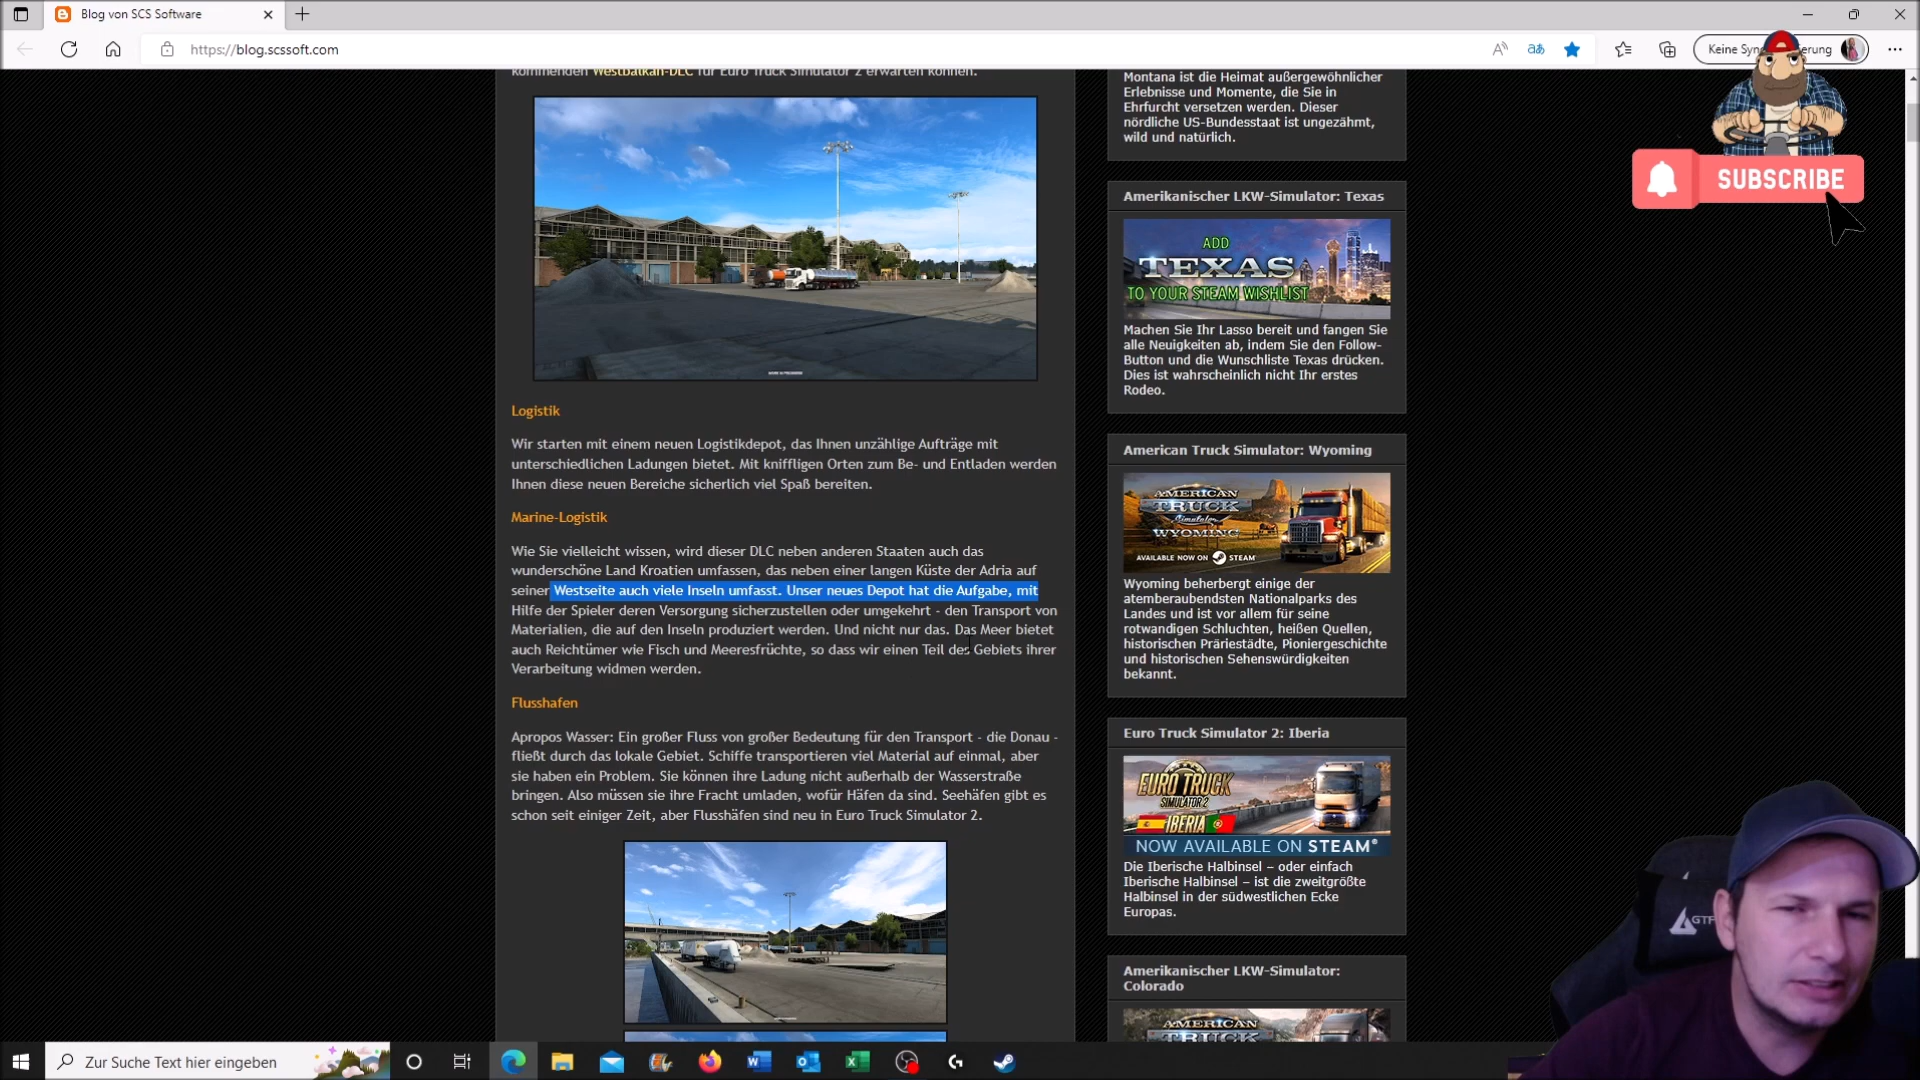 Blog von SCS Software
https://blog.scssoft.com
Keine Sync
erung
kommenden Westbalkan-DLC für Euro Truck Simulator 2 erwarten können.
Logistik
Wir starten mit einem neuen Logistikdepot, das Ihnen unzählige Aufträge mit
unterschiedlichen Ladungen bietet. Mit kniffligen Orten zum Be- und Entladen werden
Ihnen diese neuen Bereiche sicherlich viel Spaß bereiten.
Marine-Logistik
Wie Sie vielleicht wissen, wird dieser DLC neben anderen Staaten auch das
wunderschöne Land Kroatien umfassen, das neben einer langen Küste der Adria auf
seiner Westseite auch viele Inseln umfasst. Unser neues Depot hat die Aufgabe, mit
Hilfe der Spieler deren Versorgung sicherzustellen oder umgekehrt - den Transport von
Materialien, die auf den Inseln produziert werden. Und nicht nur das. Das Meer bietet
auch Reichtümer wie Fisch und Meeresfrüchte, so dass wir einen Teil des Gebiets ihrer
Verarbeitung widmen werden.
Flusshafen
Apropos Wasser: Ein großer Fluss von großer Bedeutung für den Transport - die Donau -
fließt durch das lokale Gebiet. Schiffe transportieren viel Material auf einmal, aber
sie haben ein Problem. Sie können ihre Ladung nicht außerhalb der Wasserstraße
bringen. Also müssen sie ihre Fracht umladen, wofür Häfen da sind. Seehäfen gibt es
schon seit einiger Zeit, aber Flusshäfen sind neu in Euro Truck Simulator 2.
Montana ist die Heimat außergewöhnlicher
Erlebnisse und Momente, die Sie in
Ehrfurcht versetzen werden. Dieser
nördliche US-Bundesstaat ist ungezähmt,
wild und natürlich.
Amerikanischer LKW-Simulator: Texas
ADD
TEXAS
TO YOUR STEAM WISHLIST
Machen Sie Ihr Lasso bereit und fangen Sie
alle Neuigkeiten ab, indem Sie den Follow-
Button und die Wunschliste Texas drücken.
Dies ist wahrscheinlich nicht Ihr erstes
Rodeo.
American Truck Simulator: Wyoming
AMERICAN
TRUCK
Simulator
WYOMING
AVAILABLE NOW ON STEAM
Wyoming beherbergt einige der
atemberaubendsten Nationalparks des
Landes und ist vor allem für seine
rotwandigen Schluchten, heißen Quellen,
historischen Präriestädte, Pioniergeschichte
und historischen Sehenswürdigkeiten
bekannt.
Euro Truck Simulator 2: Iberia
EURO TRUCK
SIMULATOR 2
IBERIA
NOW AVAILABLE ON STEAM
Die Iberische Halbinsel – oder einfach
Iberische Halbinsel – ist die zweitgrößte
Halbinsel in der südwestlichen Ecke
Europas.
Amerikanischer LKW-Simulator:
Colorado
AMERICAN
SUBSCRIBE
GTF
Zur Suche Text hier eingeben